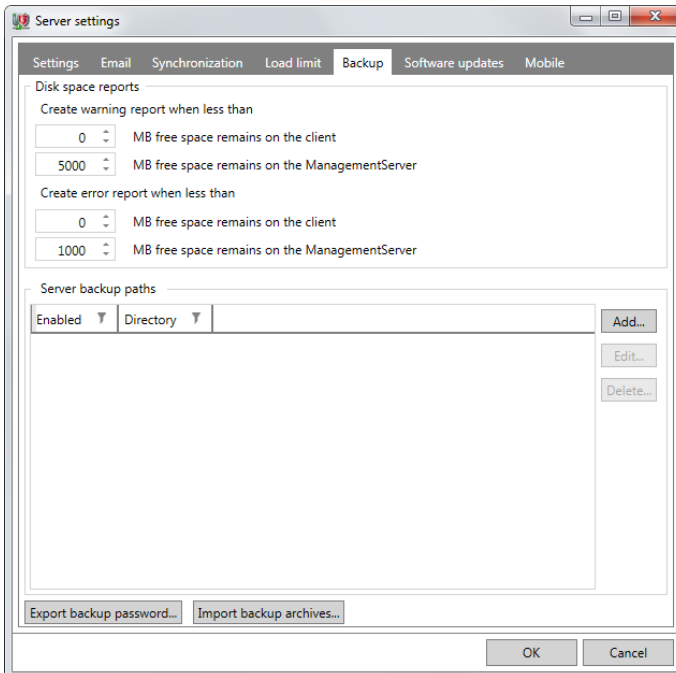 Server settings
Settings Email Synchronization Load limit Backup Software updates Mobile
Disk space reports
Create warning report when less than
0 MB free space remains on the client
5000 MB free space remains on the ManagementServer
Create error report when less than
0 MB free space remains on the client
1000 MB free space remains on the ManagementServer
Server backup paths
Enabled Directory
Add...
Edit...
Delete...
Export backup password... Import backup archives...
OK Cancel